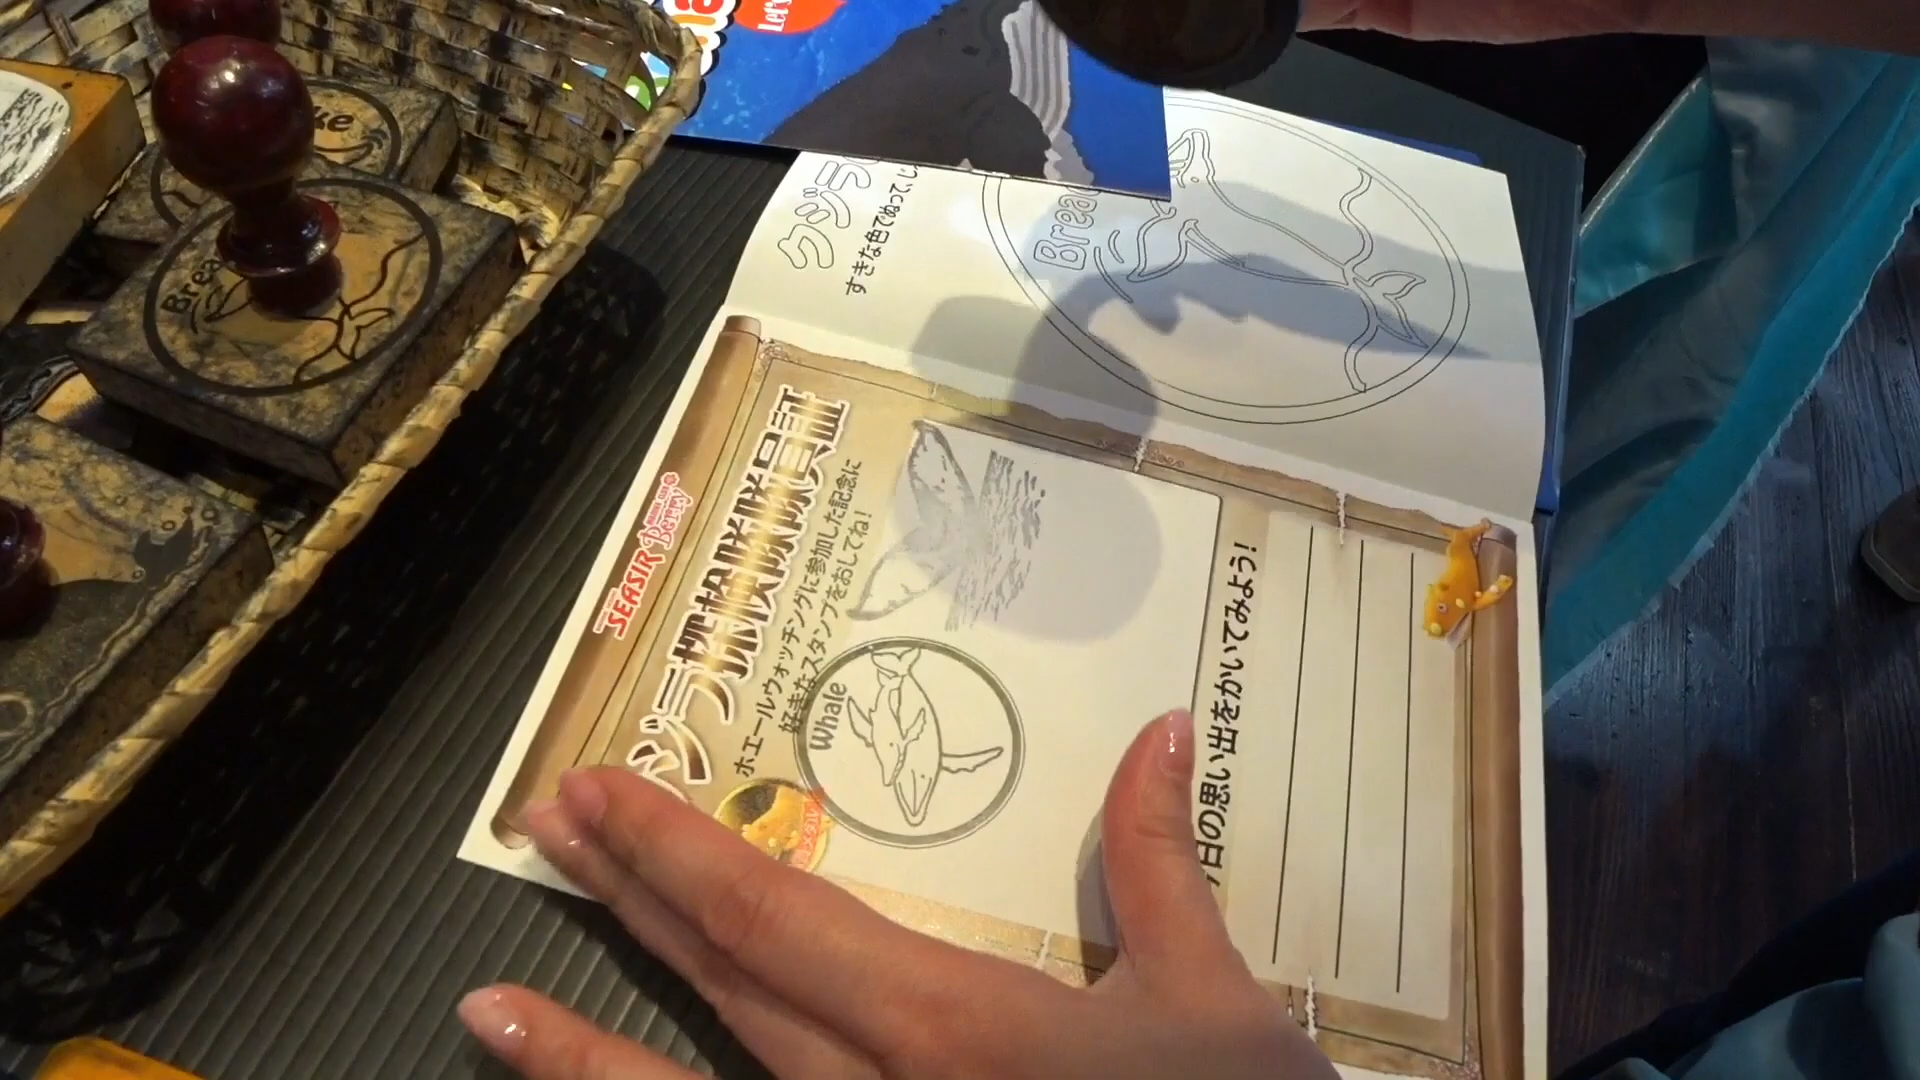 Let's
クジラ
すきな色でぬって、
Brea
Brea
ke
SEASIR Berry
ジラ探検隊隊員証
ホエールウォッチングに参加した記念に
好きなスタンプをおしてね!
Whale
日の思い出をかいてみよう!